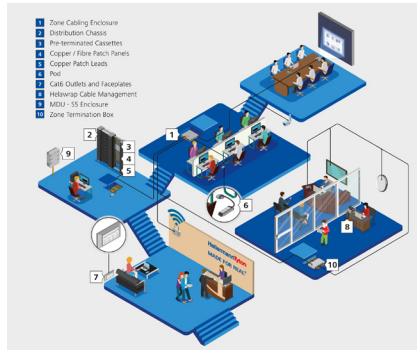 1 Zone Cabling Enclosure
2 Distribution Chassis
3 Pre-terminated Cassettes
4 Copper / Fibre Patch Panels
5 Copper Patch Leads
6 Pod
7 Cat6 Outlets and Faceplates
8 Helawrap Cable Management
9 MDU - S5 Enclosure
10 Zone Termination Box
1
2
3
9
4
5
6
8
HellermannTyton
MADE FOR REAL
10
7